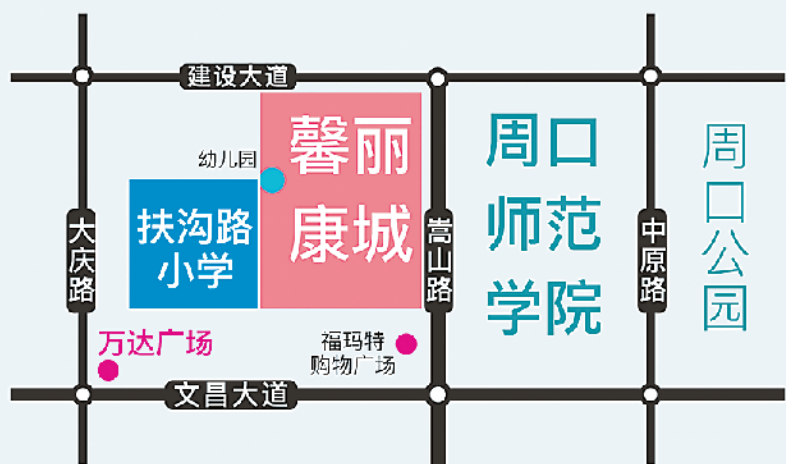 建设大道
幼儿园
馨丽
康城
扶沟路
小学
周口
师范
学院
周口公园
大庆路
嵩山路
中原路
万达广场
福玛特
购物广场
文昌大道